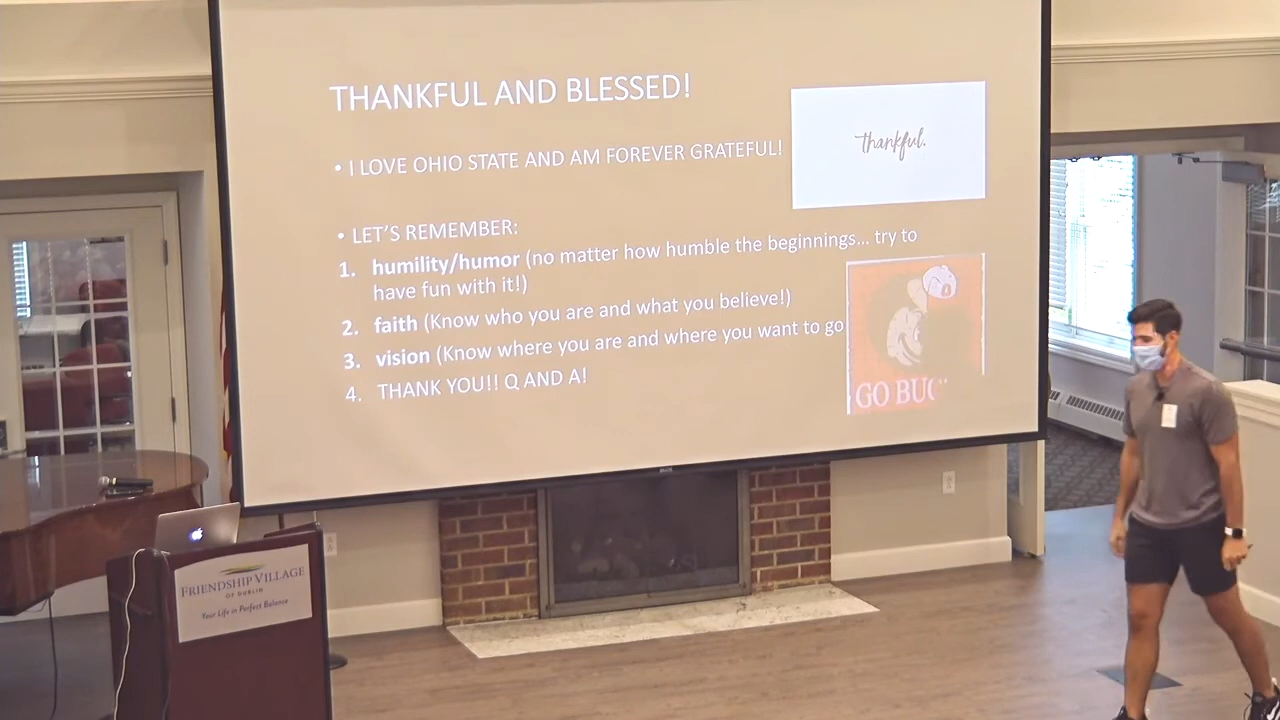 THANKFUL AND BLESSED!
• I LOVE OHIO STATE AND AM FOREVER GRATEFUL!
thankful.
• LET'S REMEMBER:
1. humility/humor (no matter how humble the beginnings... try to
have fun with it!)
2. faith (Know who you are and what you believe!)
3. vision (Know where you are and where you want to go
4. THANK YOU!! Q AND A!
GO BUC
FRIENDSHIP VILLAGE
OF DUBLIN
Your Life in Perfect Balance